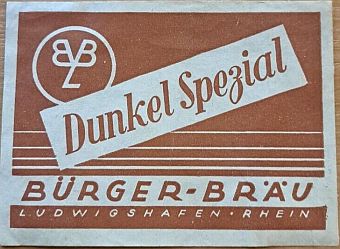 BBL
Dunkel Spezial
BÜRGER-BRÄU
LUDWIGSHAFEN · RHEIN